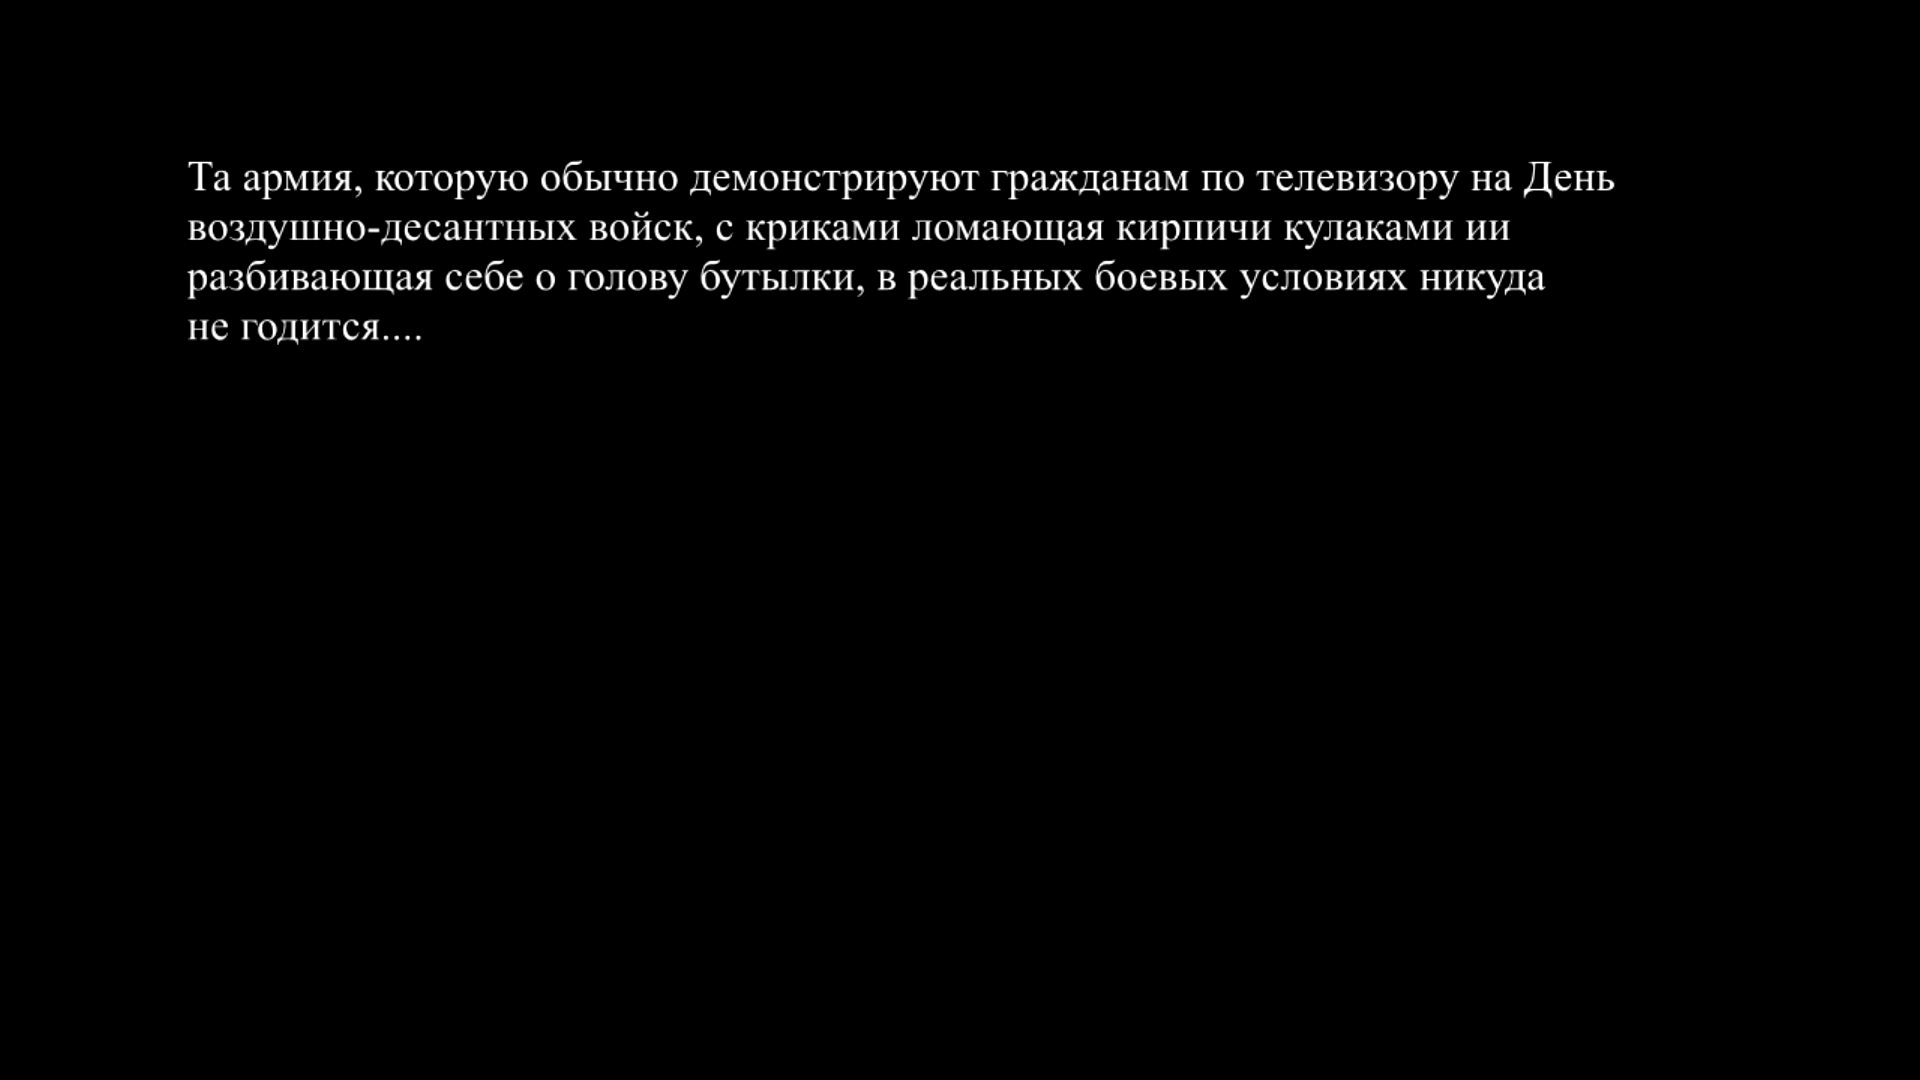 Та армия, которую обычно демонстрируют гражданам по телевизору на День
воздушно-десантных войск, с криками ломающая кирпичи кулаками ии
разбивающая себе о голову бутылки, в реальных боевых условиях никуда
не годится....